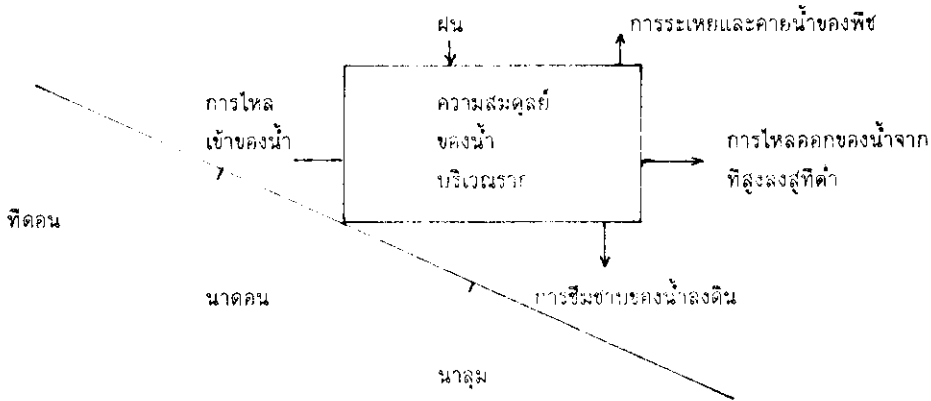 ฝน
การระเหยและคายน้ำของพืช
การไหล
เข้าของน้ำ
ความสมดุลย์
ของน้ำ
บริเวณราก
การไหลออกของน้ำจาก
ที่สูงลงสู่ที่ต่ำ
ที่ดอน
นาดอน
การซึมซาบของน้ำลงดิน
นาลุ่ม